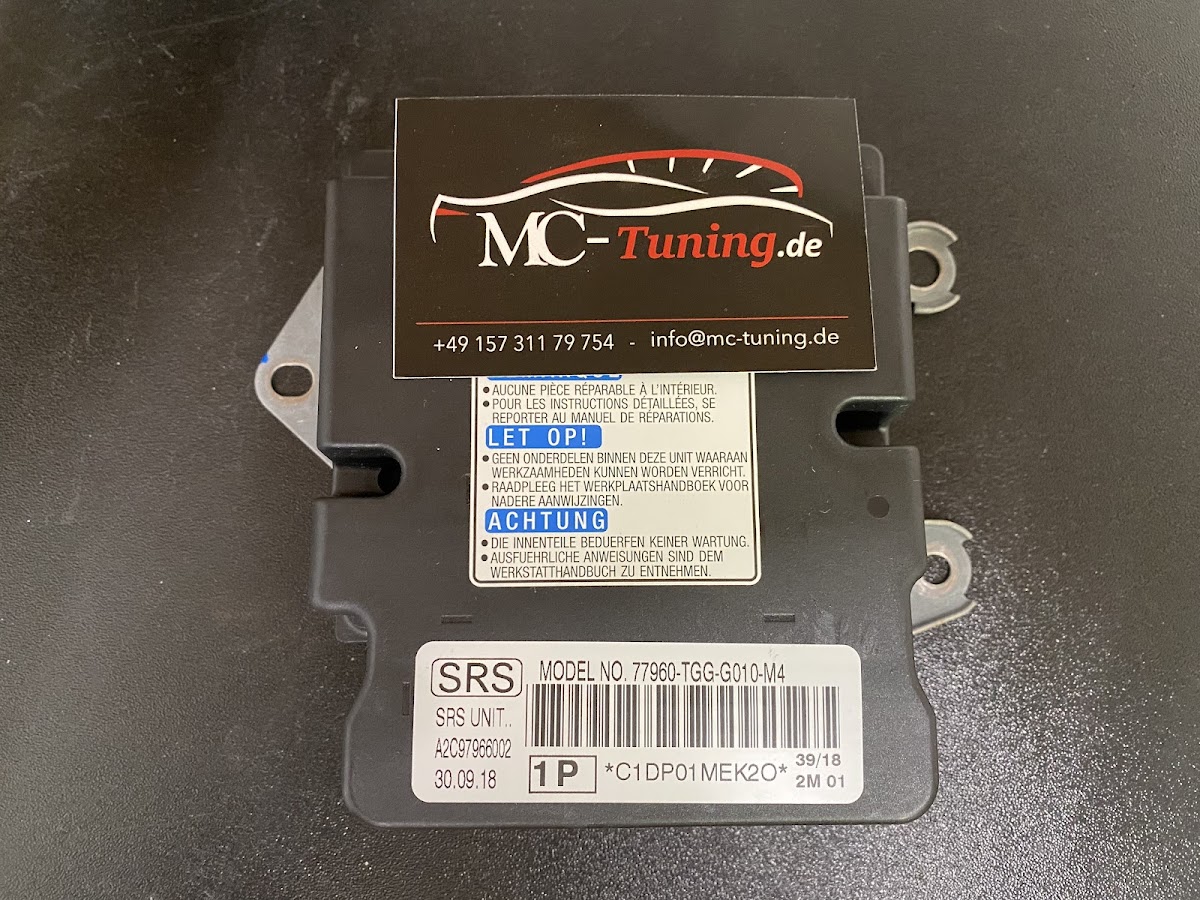 MC-Tuning.de
+49 157 311 79 754 - info@mc-tuning.de
• AUCUNE PIÈCE RÉPARABLE À L'INTÉRIEUR.
• POUR LES INSTRUCTIONS DÉTAILLÉES, SE
REPORTER AU MANUEL DE RÉPARATIONS.
LET OP!
• GEEN ONDERDELEN BINNEN DEZE UNIT WAARAAN
WERKZAAMHEDEN KUNNEN WORDEN VERRICHT.
• RAADPLEEG HET WERKPLAATSHANDBOEK VOOR
NADERE AANWIJZINGEN.
ACHTUNG
• DIE INNENTEILE BEDUERFEN KEINER WARTUNG.
• AUSFUEHRLICHE ANWEISUNGEN SIND DEM
WERKSTATTHANDBUCH ZU ENTNEHMEN.
SRS MODEL NO. 77960-TGG-G010-M4
SRS UNIT..
A2C97966002
30.09.18
1P *C1DP01MEK2O* 39/18
2M 01